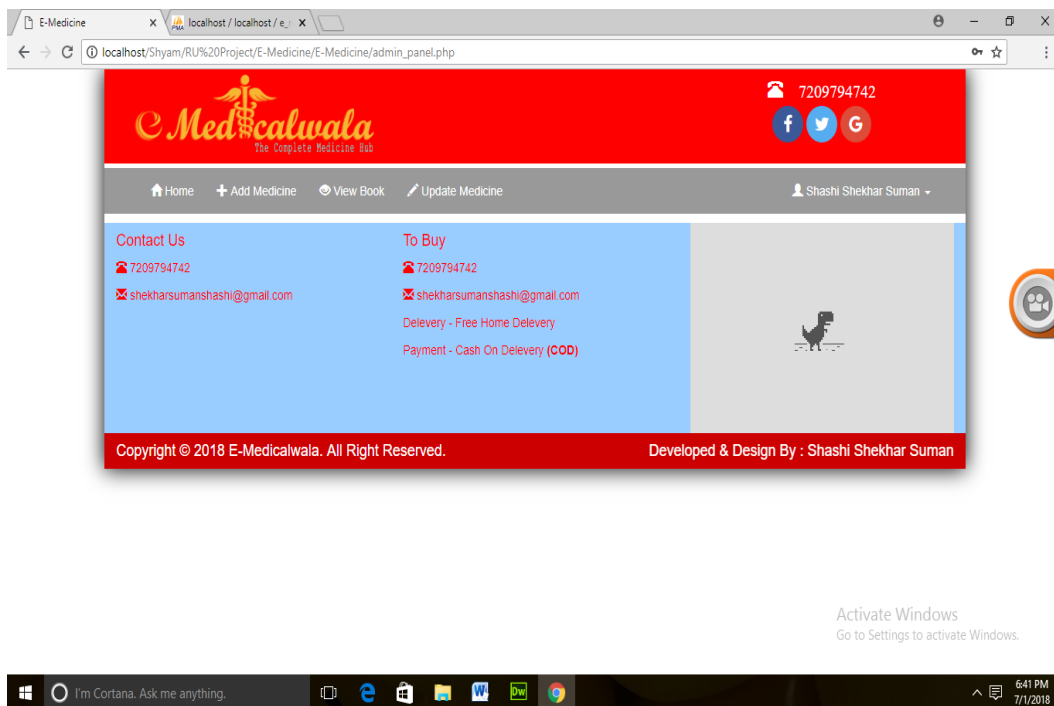 E-Medicine
localhost / localhost / e_
localhost/Shyam/RU%20Project/E-Medicine/E-Medicine/admin_panel.php
e Medicalwala
The Complete Medicine Hub
7209794742
f G
Home Add Medicine View Book Update Medicine Shashi Shekhar Suman
Contact Us
7209794742
shekharsumanshashi@gmail.com
To Buy
7209794742
shekharsumanshashi@gmail.com
Delevery - Free Home Delevery
Payment - Cash On Delevery (COD)
Copyright © 2018 E-Medicalwala. All Right Reserved. Developed & Design By : Shashi Shekhar Suman
Activate Windows
Go to Settings to activate Windows.
I'm Cortana. Ask me anything.
Dw
6:41 PM
7/1/2018